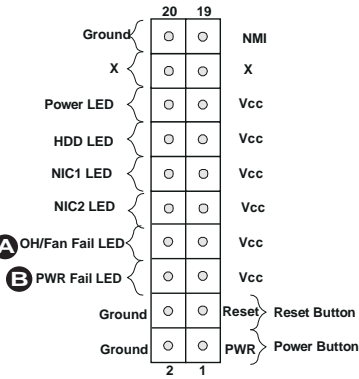 20 19
Ground NMI
X X
Power LED Vcc
HDD LED Vcc
NIC1 LED Vcc
NIC2 LED Vcc
A OH/Fan Fail LED Vcc
B PWR Fail LED Vcc
Ground Reset Reset Button
Ground PWR Power Button
2 1